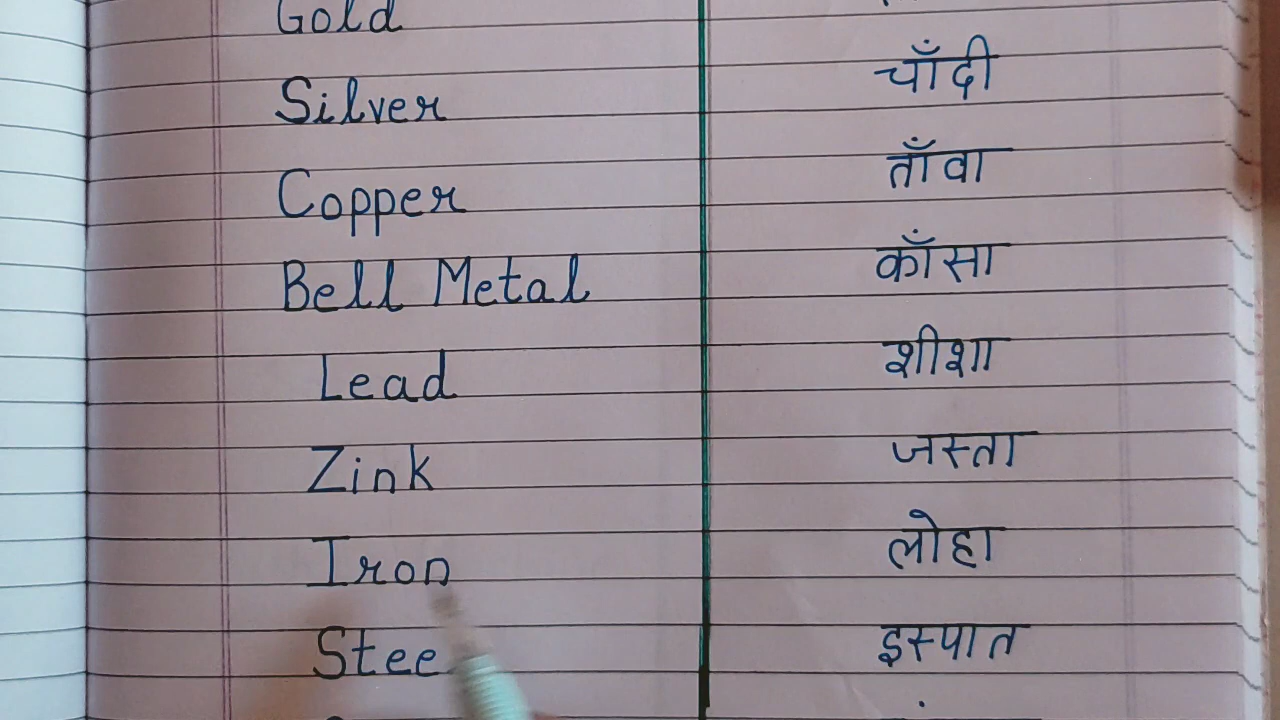 Gold
Silver चाँदी
Copper ताँवा
Bell Metal काँसा
Lead शीशा
Zink जस्ता
Iron लोहा
Stee इस्पात